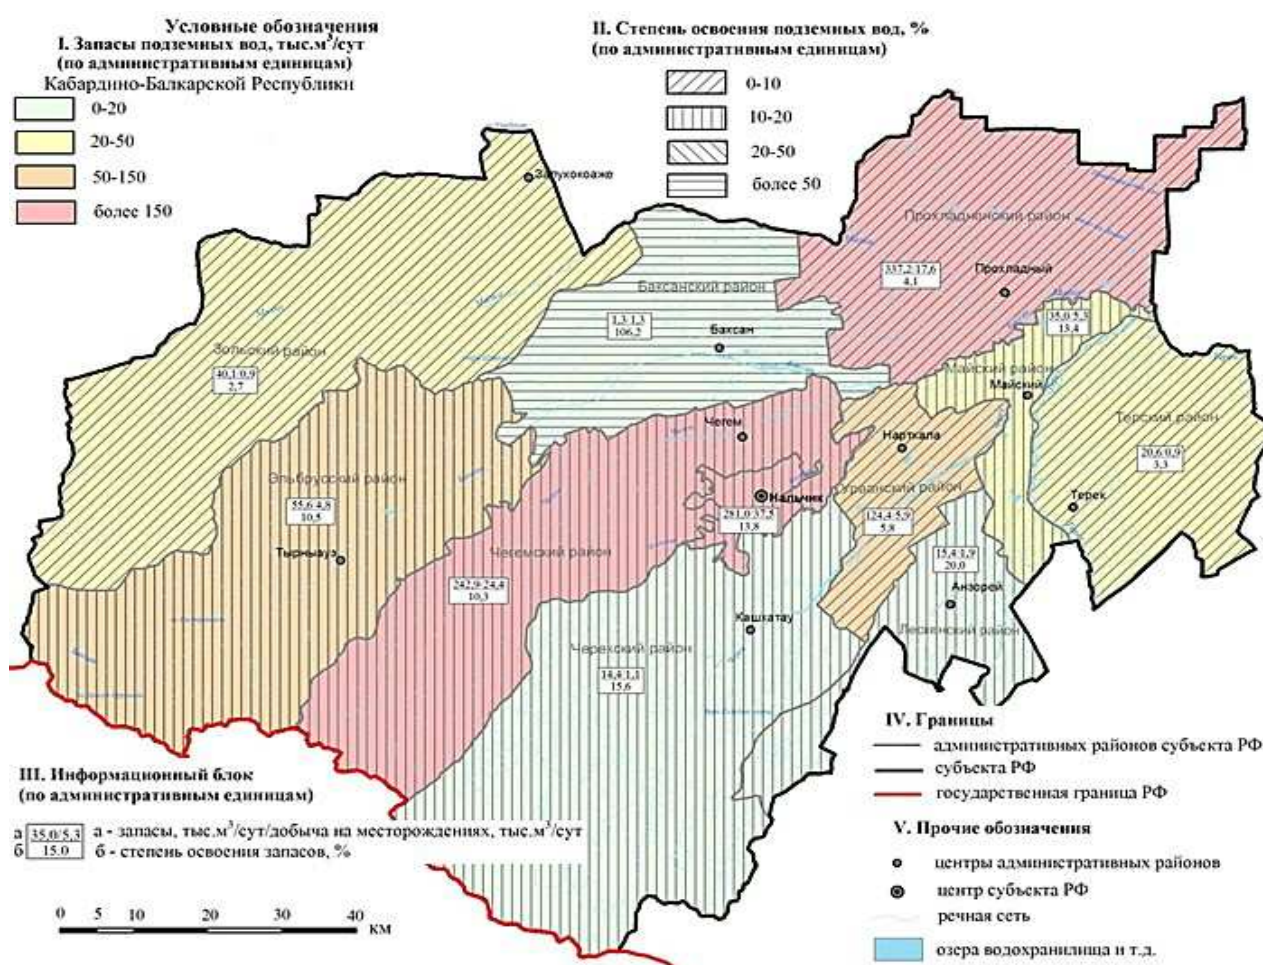 Условные обозначения
I. Запасы подземных вод, тыс.м³/сут
(по административным единицам)
Кабардино-Балкарской Республики
0-20
20-50
50-150
более 150
II. Степень освоения подземных вод, %
(по административным единицам)
0-10
10-20
20-50
более 50
Залукокоаже
Прохладненский район
337,2/17,6
4,1
Прохладный
Баксанский район
1,3/1,3
106,2
Баксан
35,0/5,3
13,4
Майский район
Майский
Зольский район
40,1/0,9
2,7
Малка
Терский район
20,6/0,9
3,3
Терек
Чегем
Нарткала
Урванский район
124,4/5,9
5,8
Эльбрусский район
55,6/4,8
10,5
Тырныауз
Нальчик
281,0/37,5
13,8
Чегемский район
242,9/24,4
10,3
15,4/1,9
20,0
Анзорей
Лескенский район
Кашхатау
Черекский район
14,4/1,1
15,6
III. Информационный блок
(по административным единицам)
а 35.0/5,3 а - запасы, тыс.м³/сут/добыча на месторождениях, тыс.м³/сут
б 15.0 б - степень освоения запасов, %
0 5 10 20 30 40
км
IV. Границы
административных районов субъекта РФ
субъекта РФ
государственная граница РФ
V. Прочие обозначения
центры административных районов
центр субъекта РФ
речная сеть
озера водохранилища и т.д.